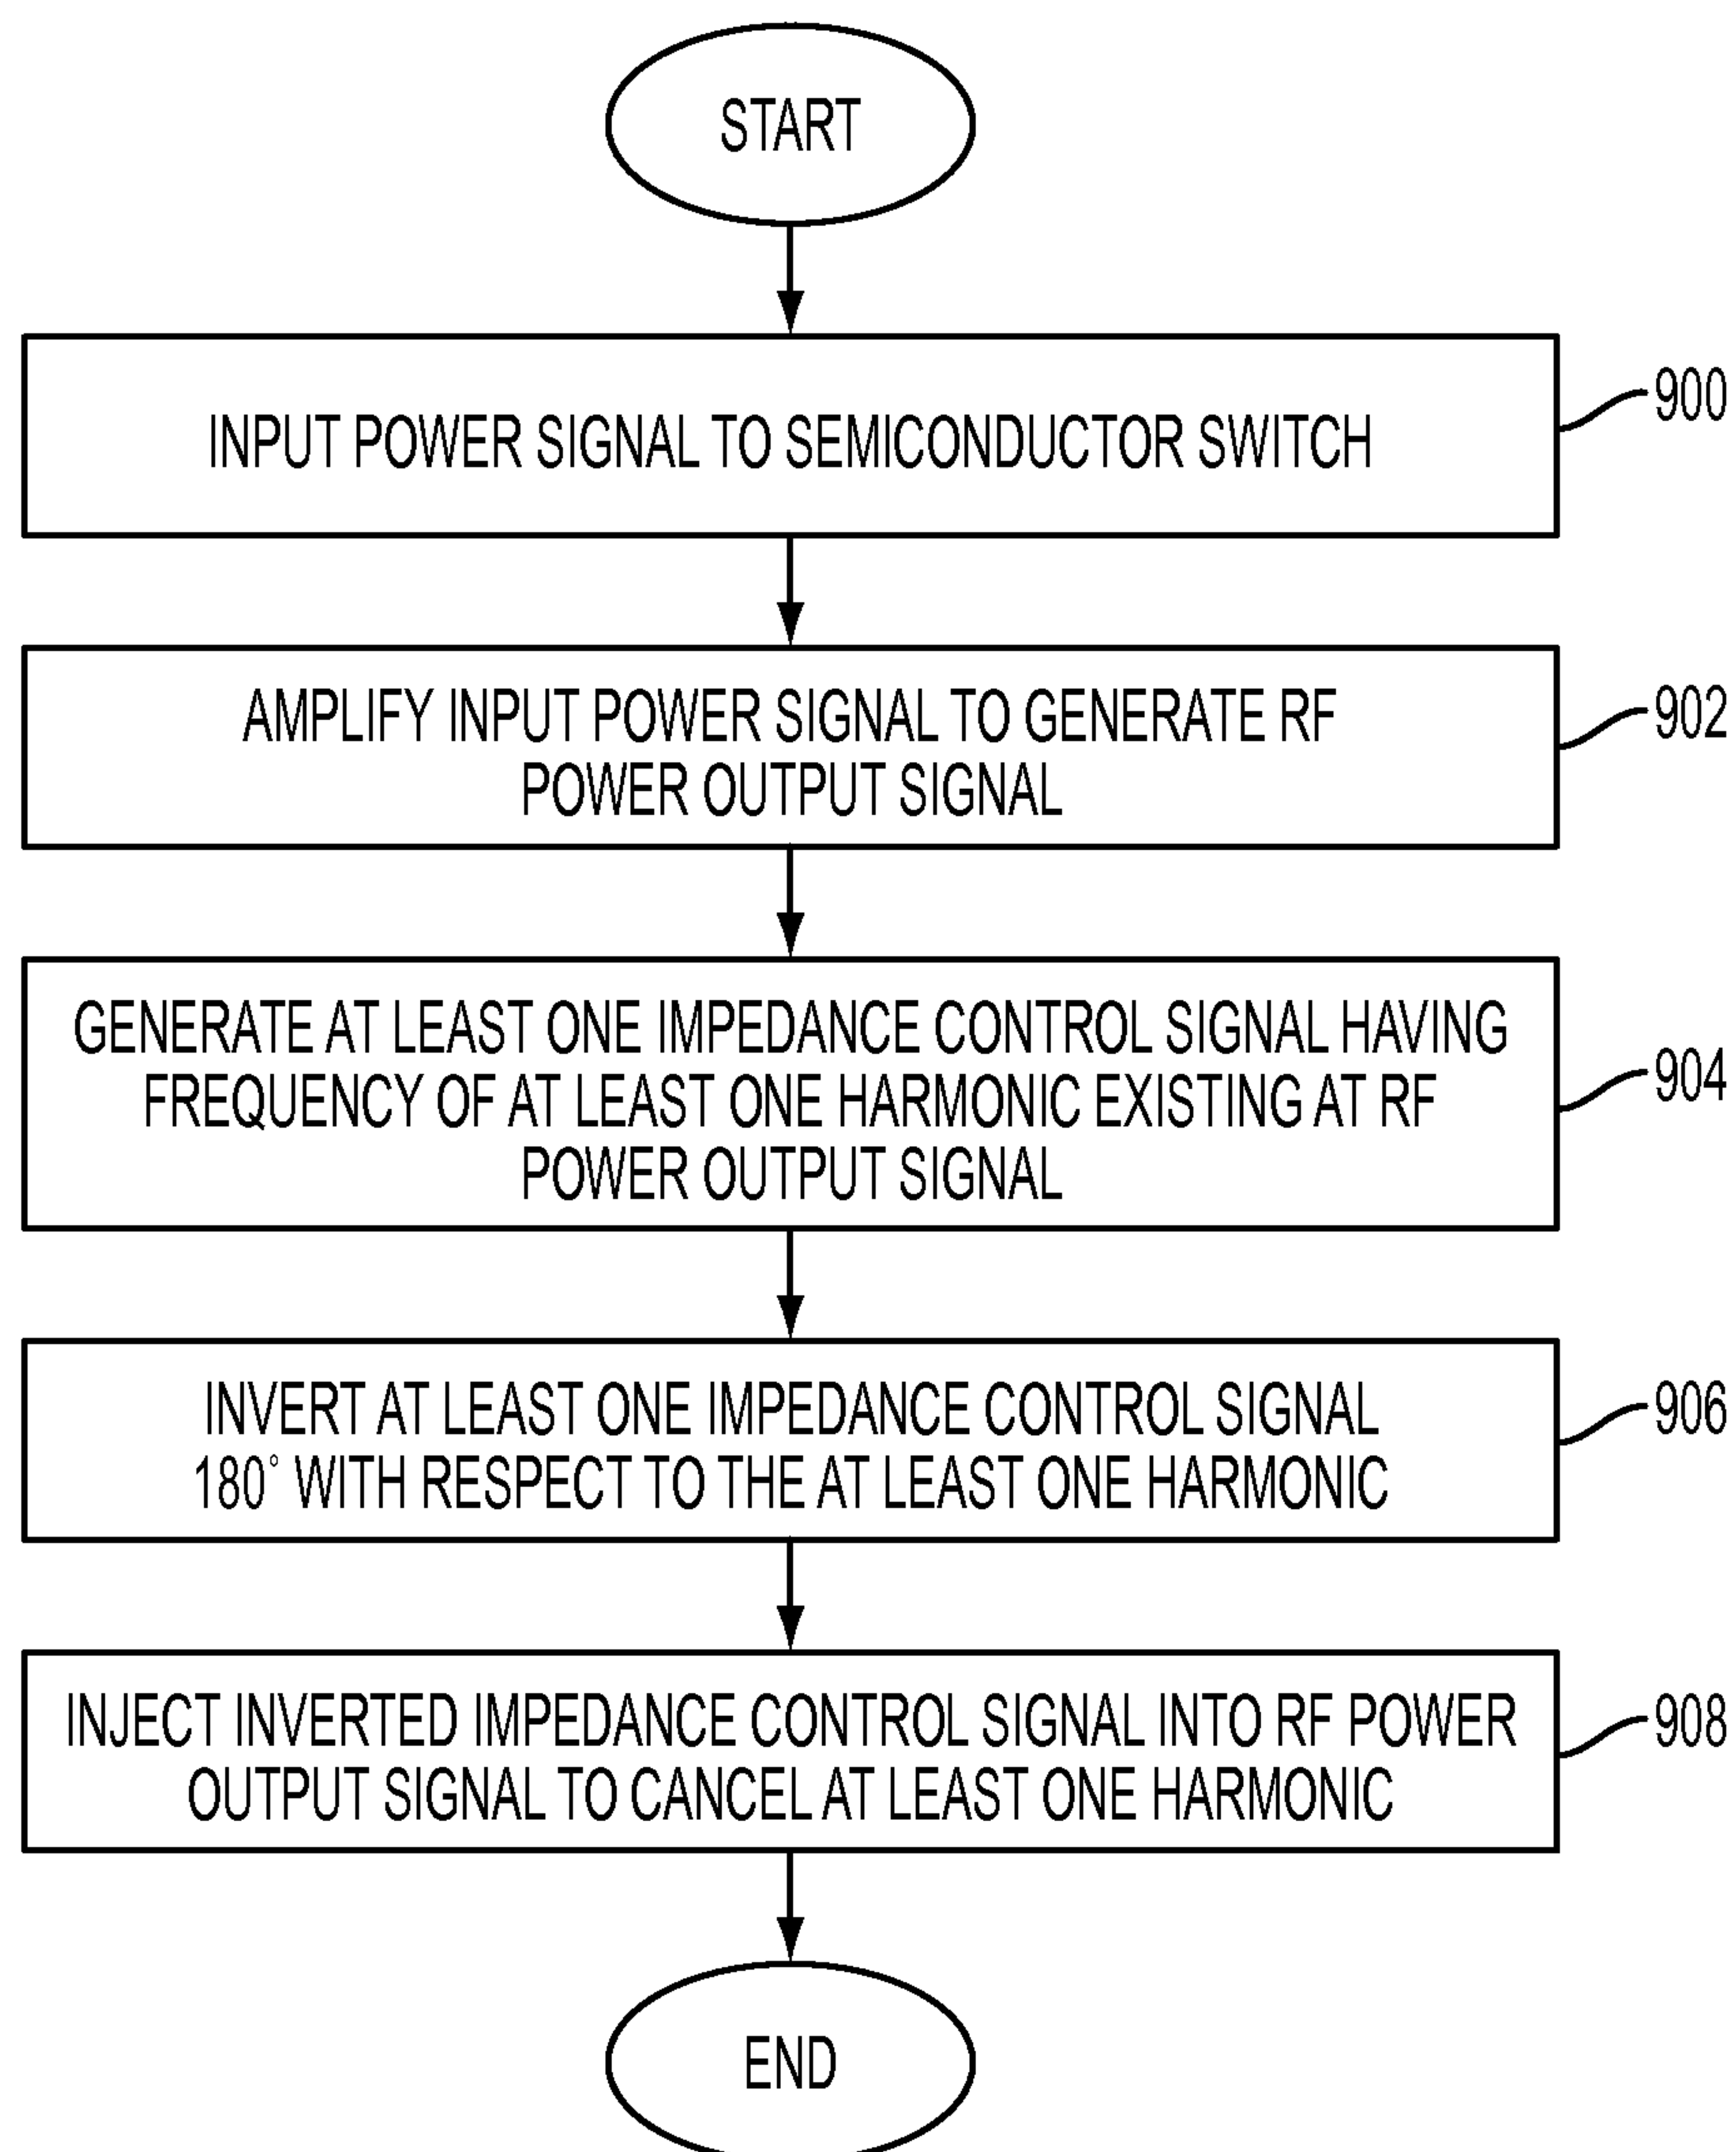 START
INPUT POWER SIGNAL TO SEMICONDUCTOR SWITCH
900
AMPLIFY INPUT POWER SIGNAL TO GENERATE RF
POWER OUTPUT SIGNAL
902
GENERATE AT LEAST ONE IMPEDANCE CONTROL SIGNAL HAVING
FREQUENCY OF AT LEAST ONE HARMONIC EXISTING AT RF
POWER OUTPUT SIGNAL
904
INVERT AT LEAST ONE IMPEDANCE CONTROL SIGNAL
180° WITH RESPECT TO THE AT LEAST ONE HARMONIC
906
INJECT INVERTED IMPEDANCE CONTROL SIGNAL INTO RF POWER
OUTPUT SIGNAL TO CANCEL AT LEAST ONE HARMONIC
908
END